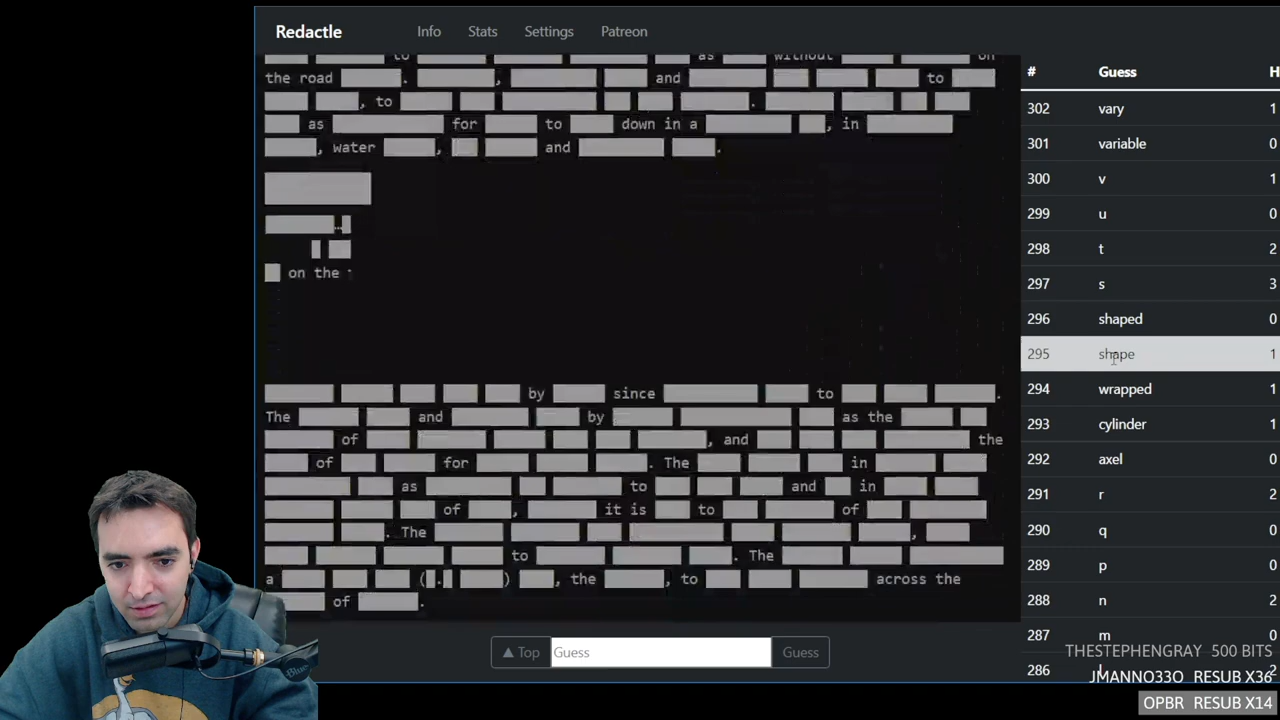 Redactle Info Stats Settings Patreon
to as without on
the road . , and to
, to . 
as for to down in a , in
, water , and .
…
on the
by since to .
The and by as the
of , and the
of for . The in
as to and in
of , it is to of
. The , 
to . The
a ( . ) , the , to across the
of .
▲ Top Guess Guess
# Guess H
302 vary 1
301 variable 0
300 v 1
299 u 0
298 t 2
297 s 3
296 shaped 0
295 shape 1
294 wrapped 1
293 cylinder 1
292 axel 0
291 r 2
290 q 0
289 p 0
288 n 2
287 m 0
286 l 2
THESTEPHENGRAY 500 BITS
JMANNO33O RESUB X36
OPBR RESUB X14